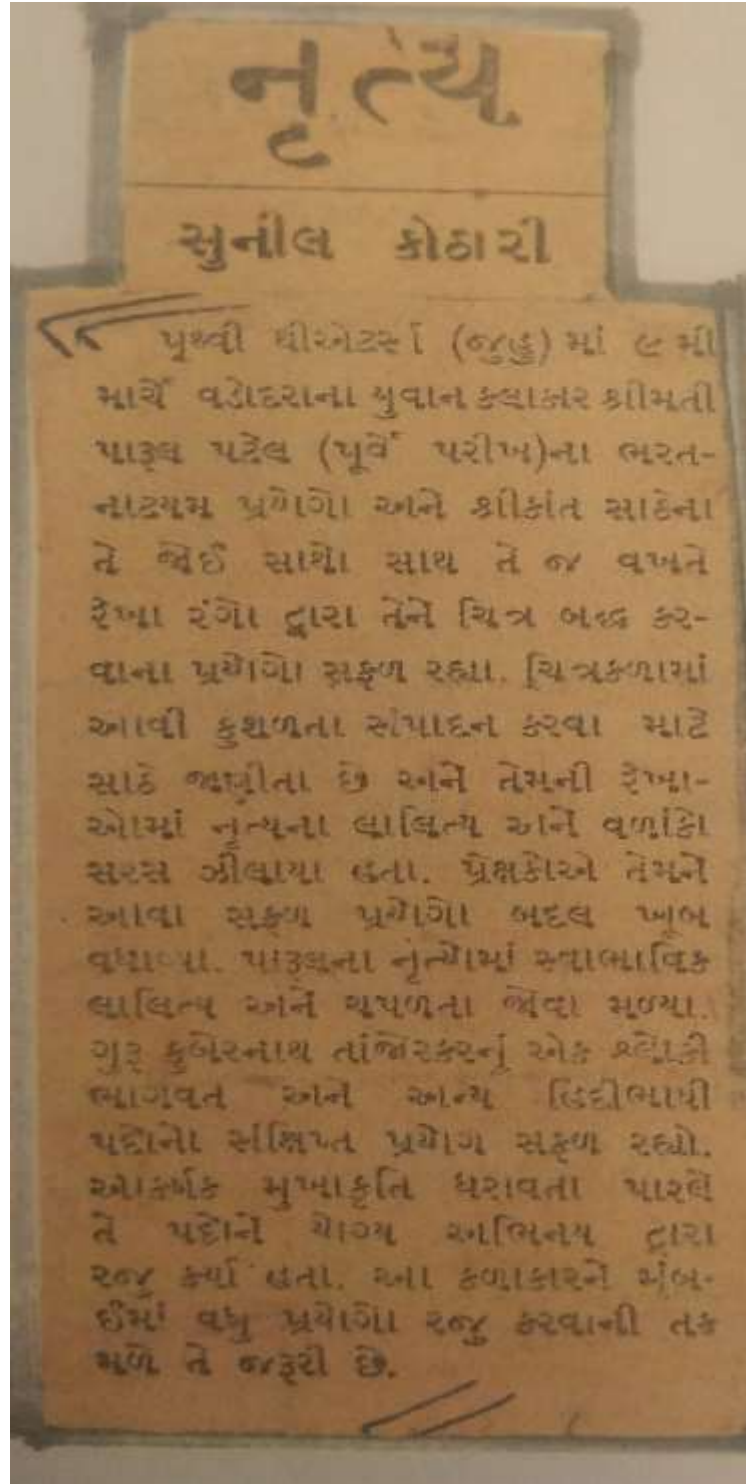 નૃત્ય
સુનીલ કોઠારી
પૃથ્વી થીએટર્સ (જુહુ) માં ૯ મી
માર્ચે વડોદરાના યુવાન કલાકાર શ્રીમતી
પારૂલ પટેલ (પૂર્વે પરીખ)ના ભરત-
નાટયમ પ્રયોગો અને શ્રીકાંત સાઠેના
તે જોઈ સાથો સાથ તે જ વખતે
રેખા રંગો દ્વારા તેને ચિત્ર બદ્ધ કર-
વાના પ્રયોગો સફળ રહ્યા. ચિત્રકળામાં
આવી કુશળતા સંપાદન કરવા માટે
સાઠે જાણીતા છે અને તેમની રેખા-
ઓમાં નૃત્યના લાલિત્ય અને વળાંકો
સરસ ઝીલાયા હતા. પ્રેક્ષકોએ તેમને
આવા સફળ પ્રયોગો બદલ ખૂબ
વધાવ્યા. પારૂલના નૃત્યોમાં સ્વાભાવિક
લાલિત્ય અને ચપળતા જોવા મળ્યા.
ગુરૂ કુબેરનાથ તાંજોરકરનું એક શ્લોકી
ભાગવત અને અન્ય હિંદીભાષી
પદોનો સંક્ષિપ્ત પ્રયોગ સફળ રહ્યો.
આકર્ષક મુખાકૃતિ ધરાવતા પારલે
તે પદોને યોગ્ય અભિનય દ્વારા
રજુ કર્યા હતા. આ કળાકારને મુંબ-
ઈમાં વધુ પ્રયોગો રજુ કરવાની તક
મળે તે જરૂરી છે.